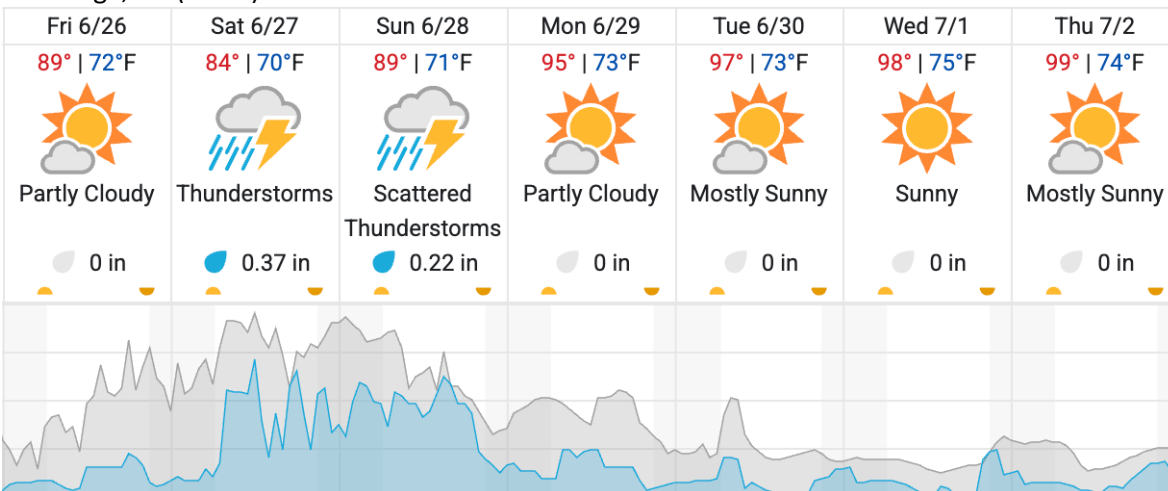 Fri 6/26
Sat 6/27
Sun 6/28
Mon 6/29
Tue 6/30
Wed 7/1
Thu 7/2
89° | 72°F
84° | 70°F
89° | 71°F
95° | 73°F
97° | 73°F
98° | 75°F
99° | 74°F
Partly Cloudy
Thunderstorms
Scattered
Thunderstorms
Partly Cloudy
Mostly Sunny
Sunny
Mostly Sunny
0 in
0.37 in
0.22 in
0 in
0 in
0 in
0 in